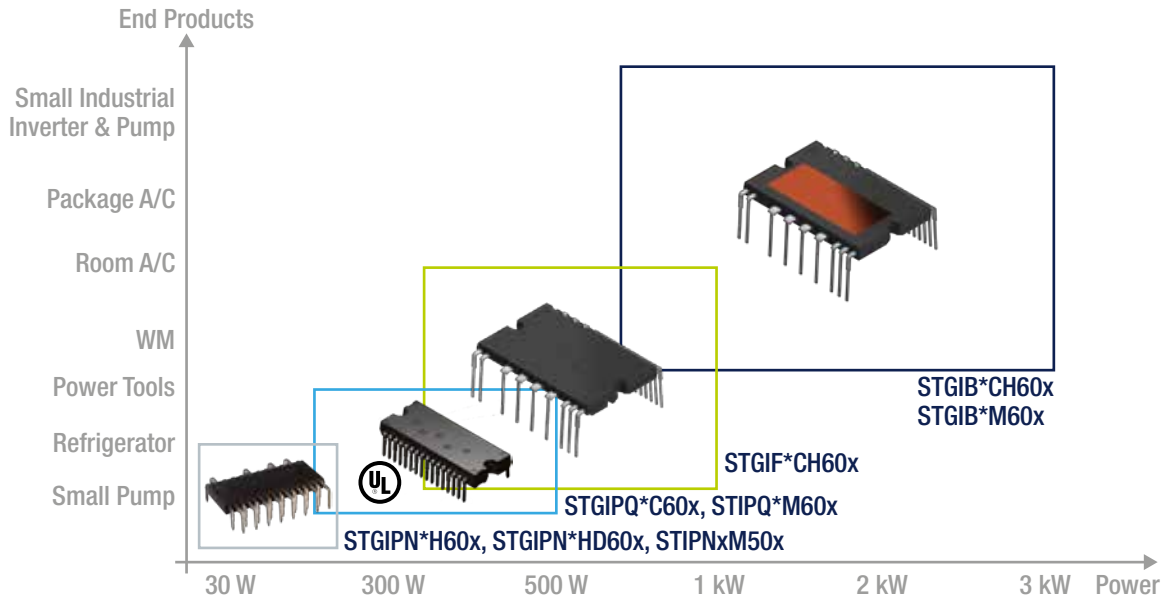 End Products
Small Industrial
Inverter & Pump
Package A/C
Room A/C
WM
Power Tools
Refrigerator
Small Pump
STGIB*CH60x
STGIB*M60x
STGIF*CH60x
UL
®
STGIPQ*C60x, STIPQ*M60x
STGIPN*H60x, STGIPN*HD60x, STIPNxM50x
30 W 300 W 500 W 1 kW 2 kW 3 kW Power